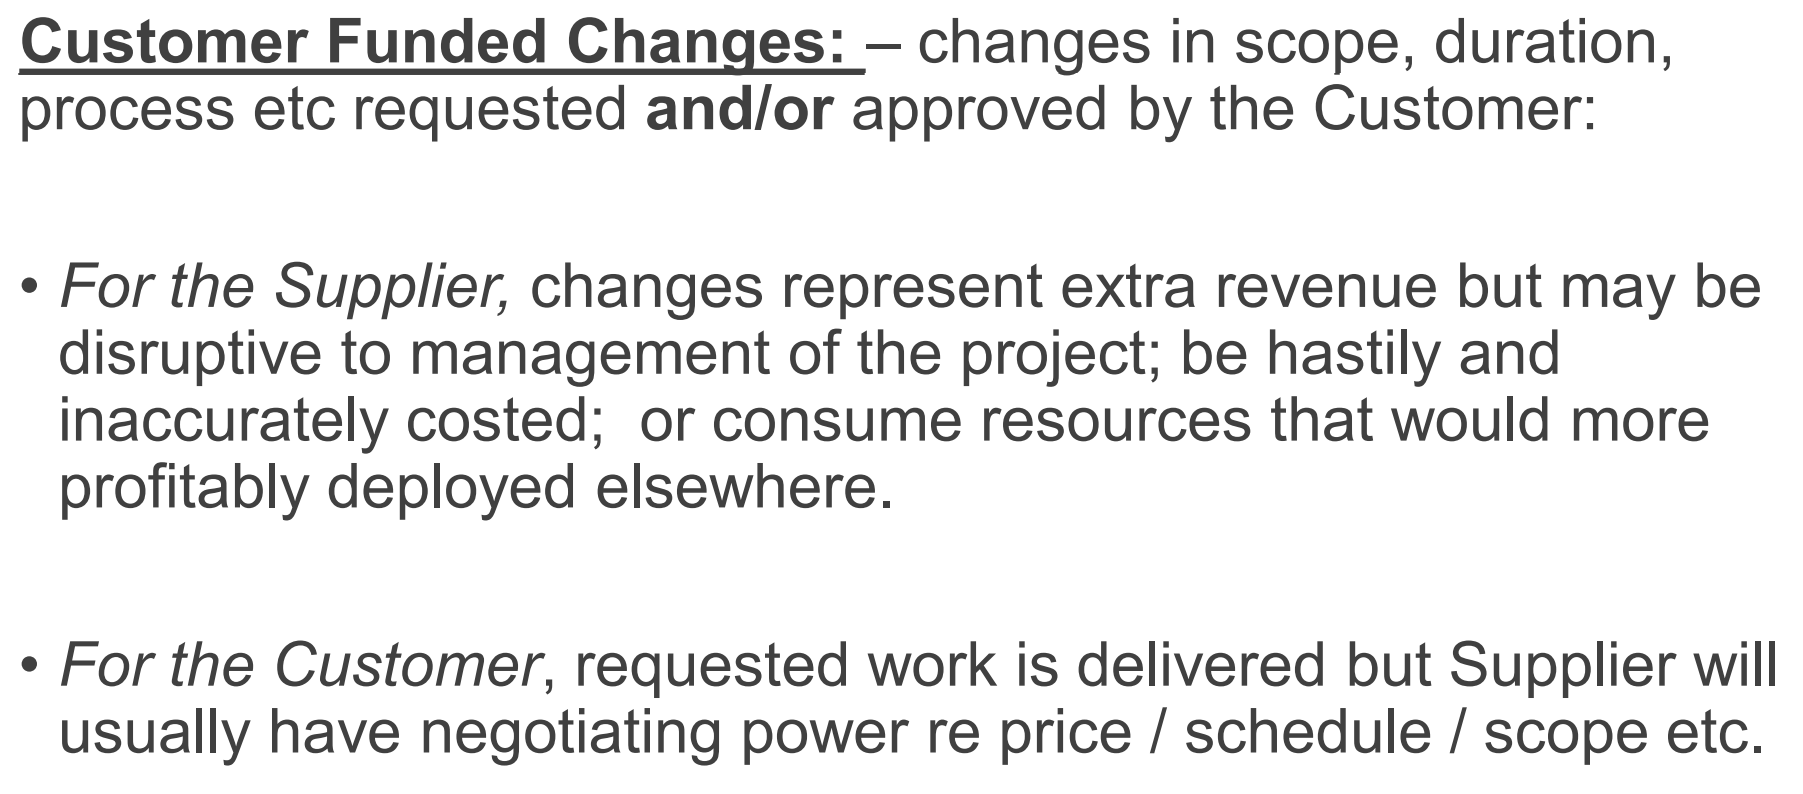 Customer Funded Changes: – changes in scope, duration,
process etc requested and/or approved by the Customer:
• For the Supplier, changes represent extra revenue but may be
disruptive to management of the project; be hastily and
inaccurately costed;  or consume resources that would more
profitably deployed elsewhere.
• For the Customer, requested work is delivered but Supplier will
usually have negotiating power re price / schedule / scope etc.